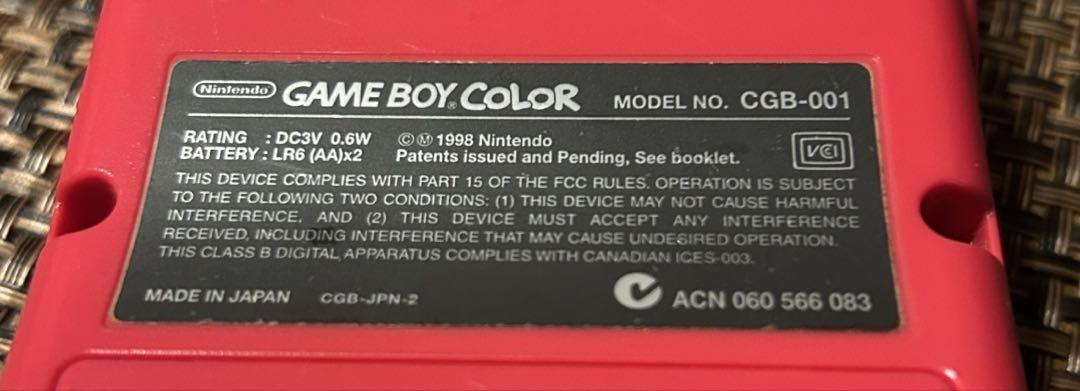 Nintendo GAME BOY COLOR MODEL NO. CGB-001
RATING : DC3V 0.6W ©Ⓜ 1998 Nintendo
BATTERY : LR6 (AA)x2 Patents issued and Pending, See booklet.
VCI
THIS DEVICE COMPLIES WITH PART 15 OF THE FCC RULES. OPERATION IS SUBJECT
TO THE FOLLOWING TWO CONDITIONS: (1) THIS DEVICE MAY NOT CAUSE HARMFUL
INTERFERENCE, AND (2) THIS DEVICE MUST ACCEPT ANY INTERFERENCE
RECEIVED, INCLUDING INTERFERENCE THAT MAY CAUSE UNDESIRED OPERATION.
THIS CLASS B DIGITAL APPARATUS COMPLIES WITH CANADIAN ICES-003.
MADE IN JAPAN CGB-JPN-2 ACN 060 566 083